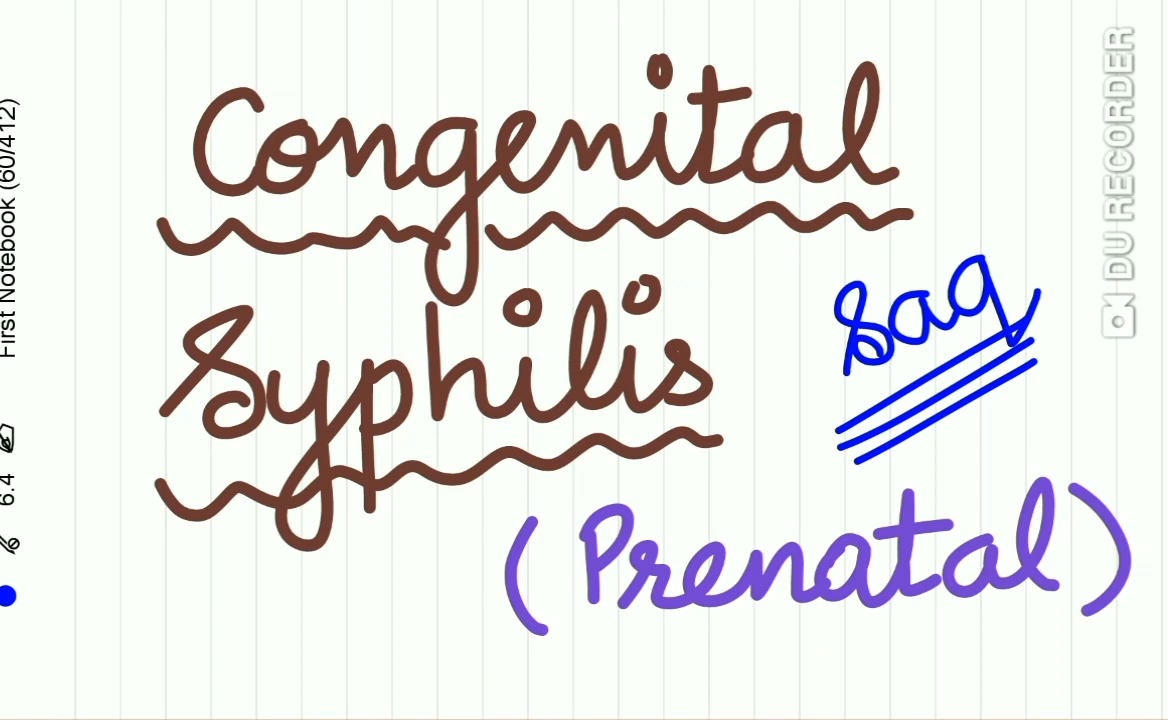 Congenital
Syphilis
Saq
(Prenatal)
First Notebook (60/412)
6.4
DU RECORDER